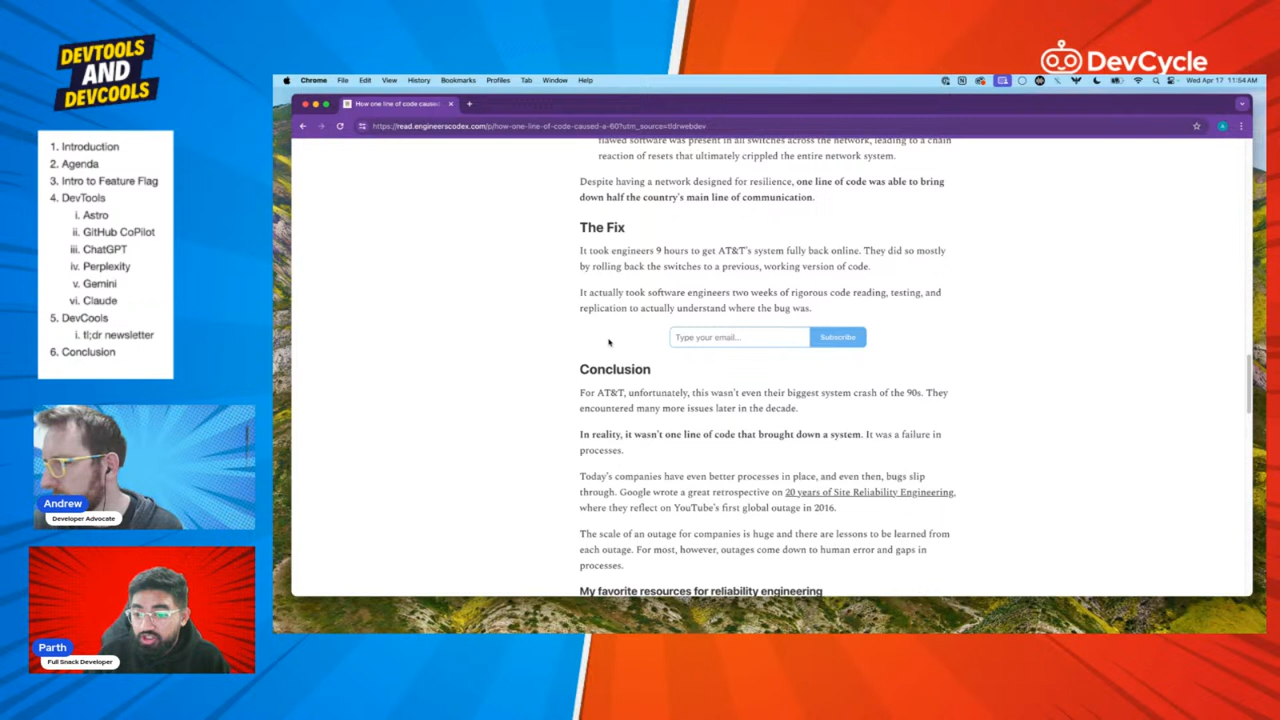 DEVTOOLS
AND
DEVCOOLS
DevCycle
1. Introduction
2. Agenda
3. Intro to Feature Flag
4. DevTools
i. Astro
ii. GitHub CoPilot
iii. ChatGPT
iv. Perplexity
v. Gemini
vi. Claude
5. DevCools
i. tl;dr newsletter
6. Conclusion
Andrew
Developer Advocate
Parth
Full Snack Developer
Chrome File Edit View History Bookmarks Profiles Tab Window Help
Wed Apr 17 11:54 AM
How one line of code caused
https://read.engineerscodex.com/p/how-one-line-of-code-caused-a-60?utm_source=tldrwebdev
flawed software was present in all switches across the network, leading to a chain
reaction of resets that ultimately crippled the entire network system.
Despite having a network designed for resilience, one line of code was able to bring
down half the country's main line of communication.
The Fix
It took engineers 9 hours to get AT&T's system fully back online. They did so mostly
by rolling back the switches to a previous, working version of code.
It actually took software engineers two weeks of rigorous code reading, testing, and
replication to actually understand where the bug was.
Type your email...
Subscribe
Conclusion
For AT&T, unfortunately, this wasn't even their biggest system crash of the 90s. They
encountered many more issues later in the decade.
In reality, it wasn't one line of code that brought down a system. It was a failure in
processes.
Today's companies have even better processes in place, and even then, bugs slip
through. Google wrote a great retrospective on 20 years of Site Reliability Engineering,
where they reflect on YouTube's first global outage in 2016.
The scale of an outage for companies is huge and there are lessons to be learned from
each outage. For most, however, outages come down to human error and gaps in
processes.
My favorite resources for reliability engineering